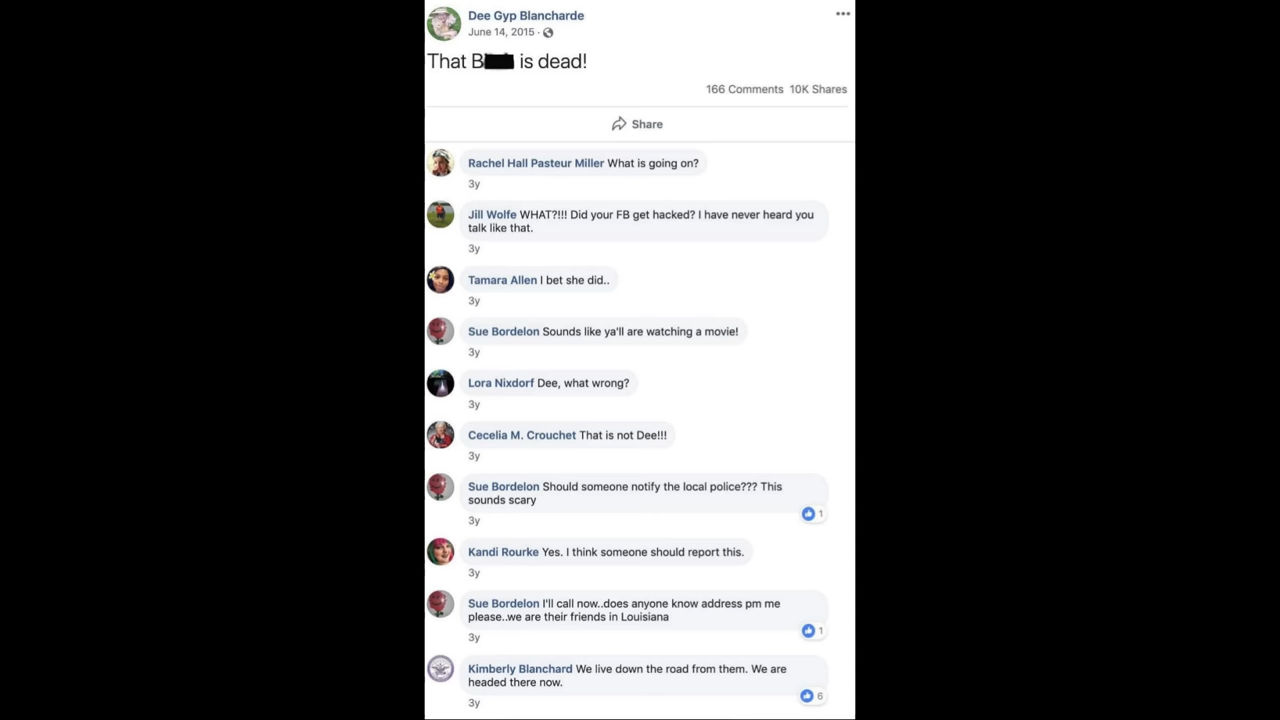 Dee Gyp Blancharde
June 14, 2015 ·
That B is dead!
166 Comments 10K Shares
Share
Rachel Hall Pasteur Miller What is going on?
3y
Jill Wolfe WHAT?!!! Did your FB get hacked? I have never heard you
talk like that.
3y
Tamara Allen I bet she did..
3y
Sue Bordelon Sounds like ya'll are watching a movie!
3y
Lora Nixdorf Dee, what wrong?
3y
Cecelia M. Crouchet That is not Dee!!!
3y
Sue Bordelon Should someone notify the local police??? This
sounds scary
1
3y
Kandi Rourke Yes. I think someone should report this.
3y
Sue Bordelon I'll call now..does anyone know address pm me
please..we are their friends in Louisiana
1
3y
Kimberly Blanchard We live down the road from them. We are
headed there now.
6
3y